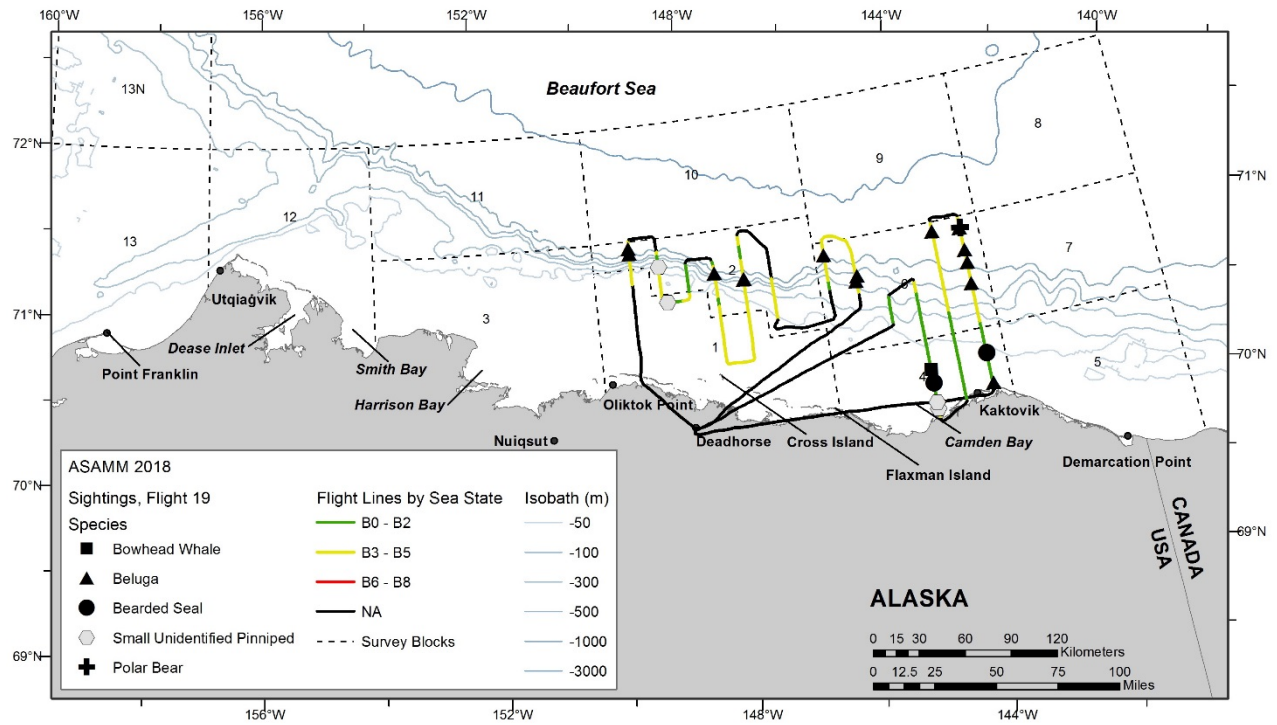 160°W 156°W 152°W 148°W 144°W 140°W
13N
Beaufort Sea
8
72°N
9
71°N
10
11
12
13
7
2
6
Utqiaġvik
71°N
3
1
Dease Inlet
70°N
5
Point Franklin
Smith Bay
4
Harrison Bay
Oliktok Point
Kaktovik
Nuiqsut
Deadhorse
Cross Island
Camden Bay
Flaxman Island
Demarcation Point
70°N
ASAMM 2018
Sightings, Flight 19
Species
Bowhead Whale
Beluga
Bearded Seal
Small Unidentified Pinniped
Polar Bear
Flight Lines by Sea State
B0 - B2
B3 - B5
B6 - B8
NA
Survey Blocks
Isobath (m)
-50
-100
-300
-500
-1000
-3000
69°N
CANADA
USA
ALASKA
0 15 30 60 90 120
Kilometers
0 12.5 25 50 75 100
Miles
69°N
156°W 152°W 148°W 144°W